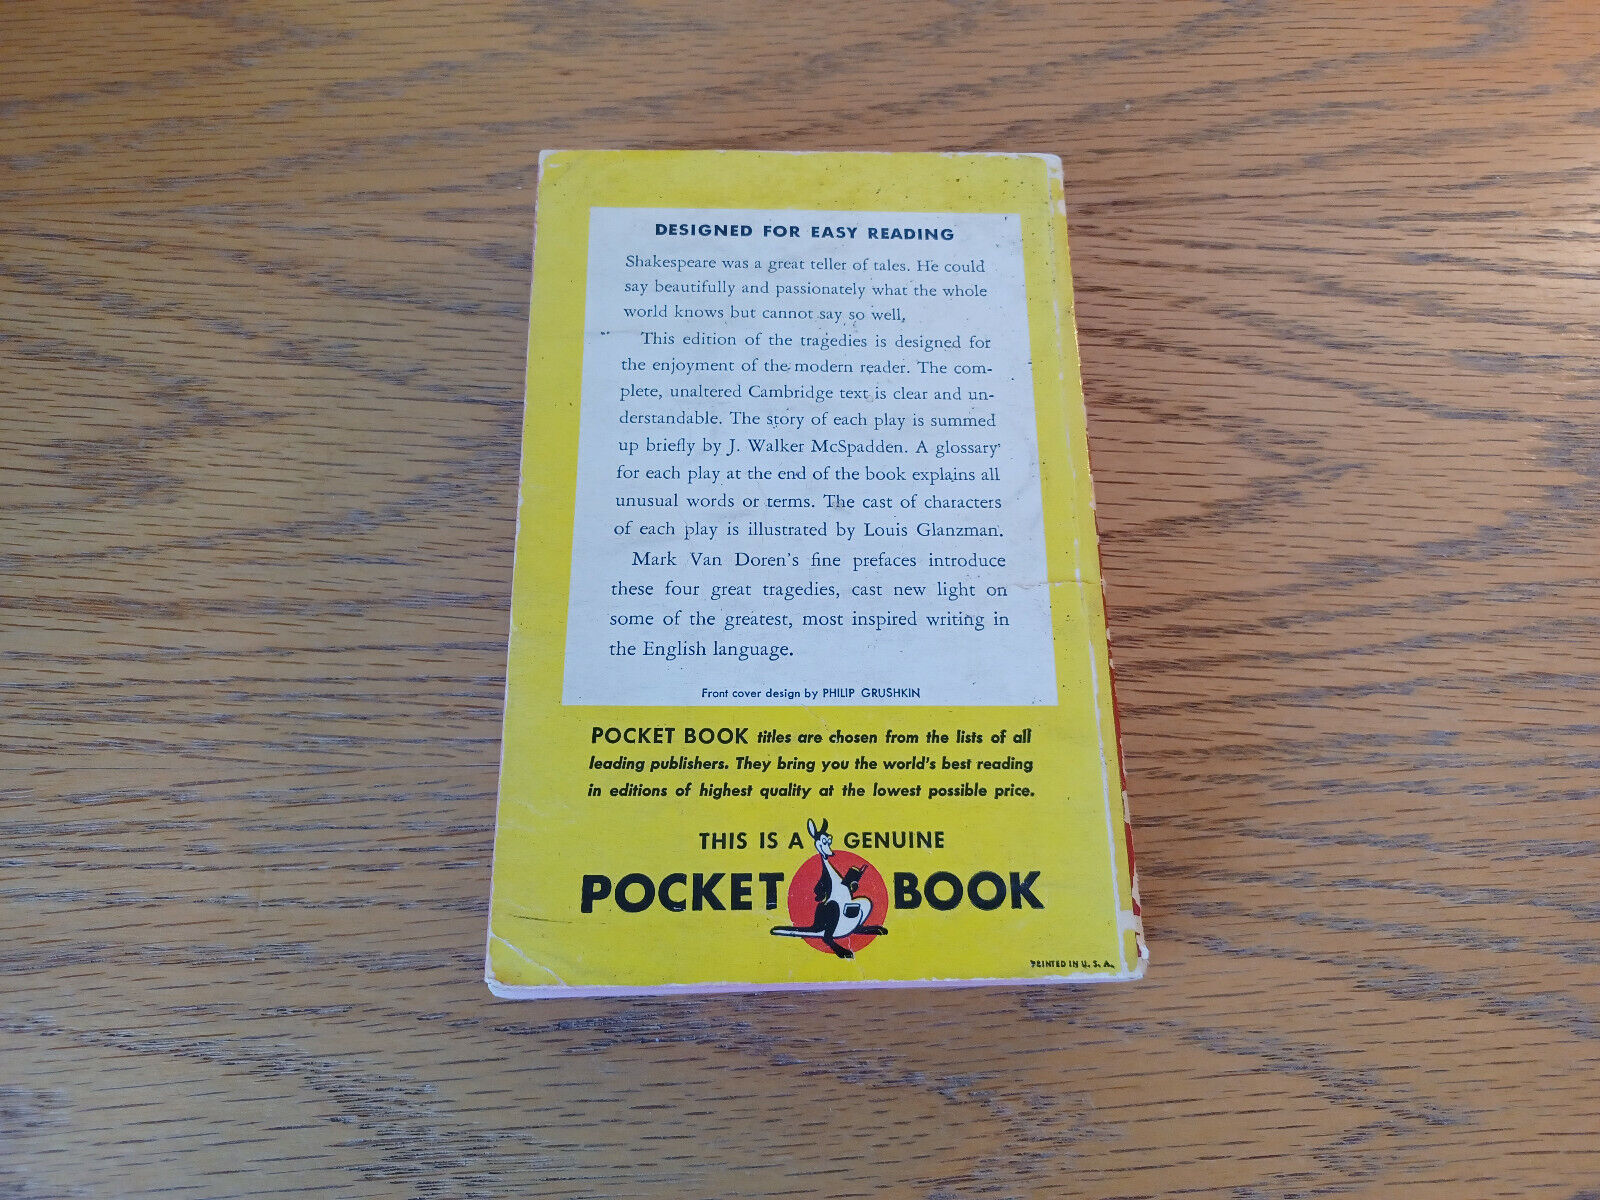 DESIGNED FOR EASY READING
Shakespeare was a great teller of tales. He could
say beautifully and passionately what the whole
world knows but cannot say so well,
This edition of the tragedies is designed for
the enjoyment of the modern reader. The com-
plete, unaltered Cambridge text is clear and un-
derstandable. The story of each play is summed
up briefly by J. Walker McSpadden. A glossary
for each play at the end of the book explains all
unusual words or terms. The cast of characters
of each play is illustrated by Louis Glanzman.
Mark Van Doren's fine prefaces introduce
these four great tragedies, cast new light on
some of the greatest, most inspired writing in
the English language.
Front cover design by PHILIP GRUSHKIN
POCKET BOOK titles are chosen from the lists of all
leading publishers. They bring you the world's best reading
in editions of highest quality at the lowest possible price.
THIS IS A GENUINE
POCKET BOOK
PRINTED IN U. S. A.